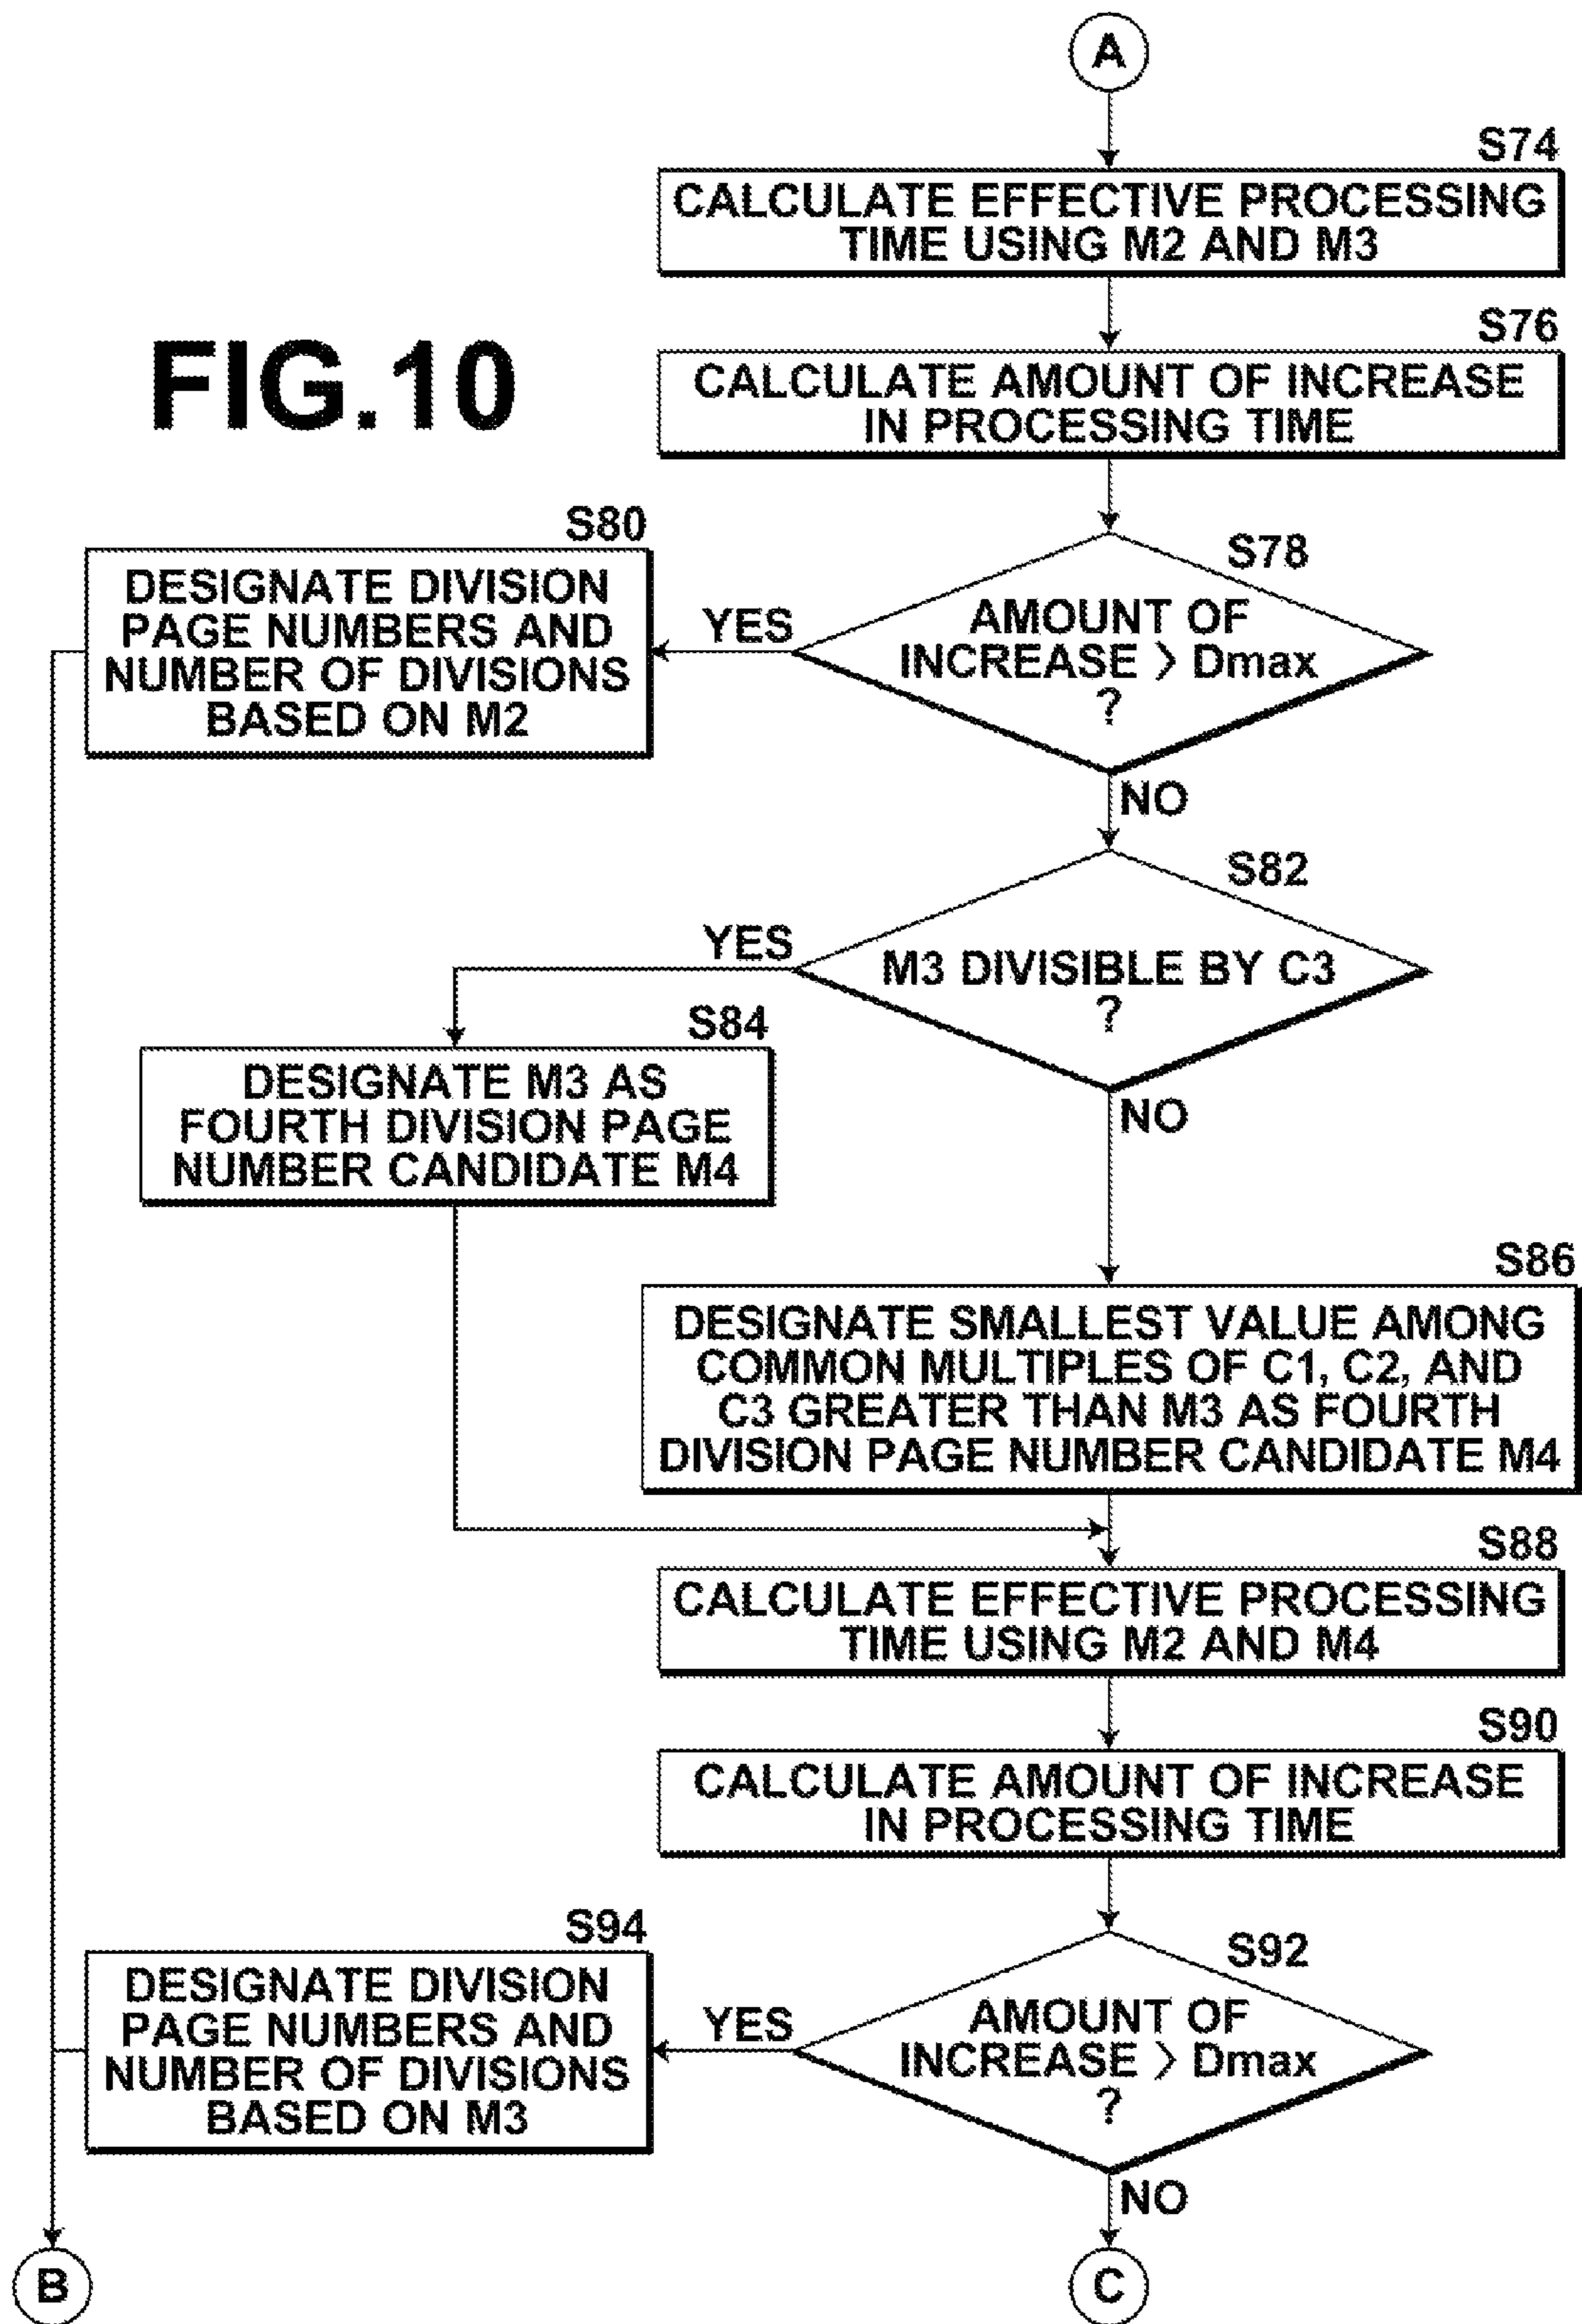 A
S74
CALCULATE EFFECTIVE PROCESSING
TIME USING M2 AND M3
FIG.10
S76
CALCULATE AMOUNT OF INCREASE
IN PROCESSING TIME
S80
DESIGNATE DIVISION
PAGE NUMBERS AND
NUMBER OF DIVISIONS
BASED ON M2
YES
S78
AMOUNT OF
INCREASE > Dmax
?
NO
S82
YES
M3 DIVISIBLE BY C3
?
S84
DESIGNATE M3 AS
FOURTH DIVISION PAGE
NUMBER CANDIDATE M4
NO
S86
DESIGNATE SMALLEST VALUE AMONG
COMMON MULTIPLES OF C1, C2, AND
C3 GREATER THAN M3 AS FOURTH
DIVISION PAGE NUMBER CANDIDATE M4
S88
CALCULATE EFFECTIVE PROCESSING
TIME USING M2 AND M4
S90
CALCULATE AMOUNT OF INCREASE
IN PROCESSING TIME
S94
DESIGNATE DIVISION
PAGE NUMBERS AND
NUMBER OF DIVISIONS
BASED ON M3
YES
S92
AMOUNT OF
INCREASE > Dmax
?
NO
B
C